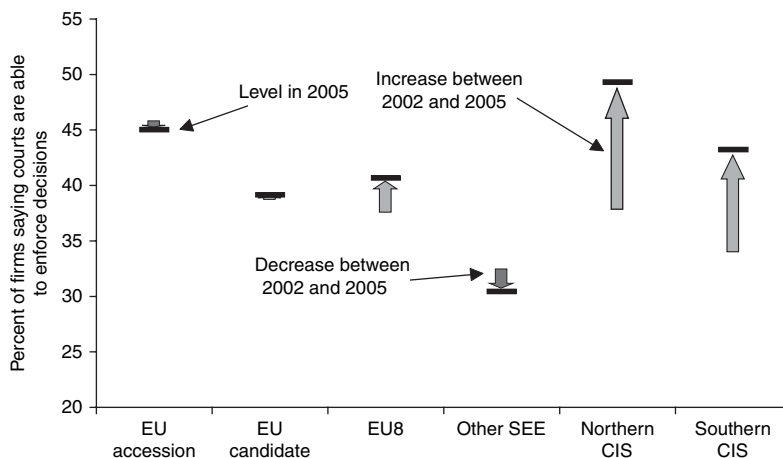 Percent of firms saying courts are able
to enforce decisions
55
50
45
40
35
30
25
20
Level in 2005
Increase between
2002 and 2005
Decrease between
2002 and 2005
EU
accession
EU
candidate
EU8
Other SEE
Northern
CIS
Southern
CIS